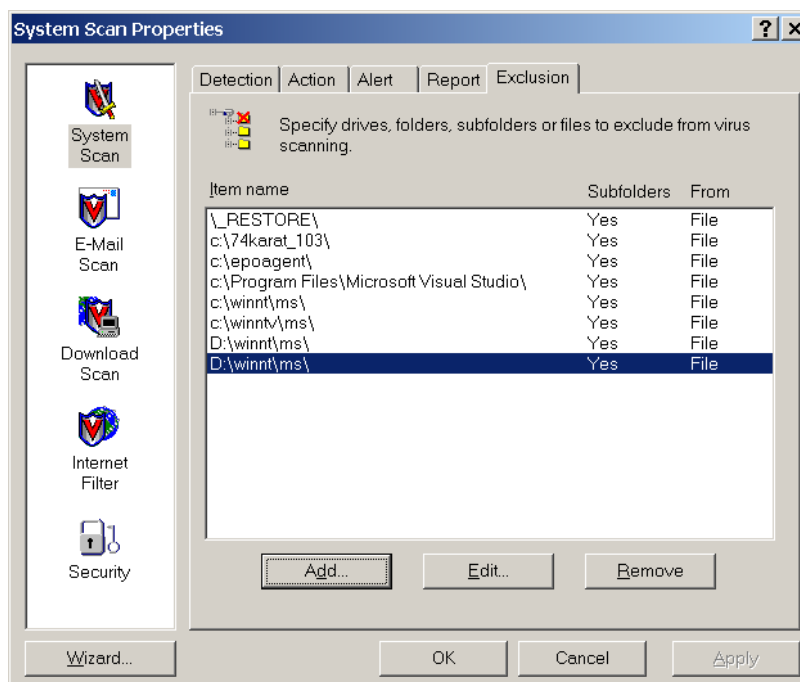 System Scan Properties
Detection Action Alert Report Exclusion
System
Scan
E-Mail
Scan
Download
Scan
Internet
Filter
Security
Specify drives, folders, subfolders or files to exclude from virus
scanning.
Item name Subfolders From
\_RESTORE\ Yes File
c:\74karat_103\ Yes File
c:\epoagent\ Yes File
c:\Program Files\Microsoft Visual Studio\ Yes File
c:\winnt\ms\ Yes File
c:\winntv\ms\ Yes File
D:\winnt\ms\ Yes File
D:\winnt\ms\ Yes File
Add... Edit... Remove
Wizard... OK Cancel Apply